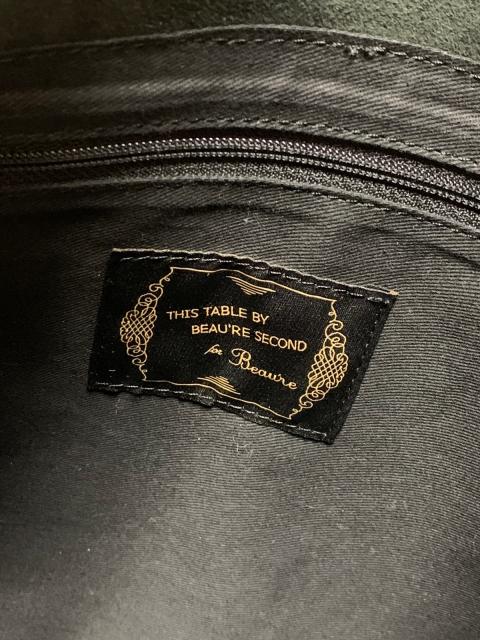 THIS TABLE BY
BEAU'RE SECOND
for Beaure